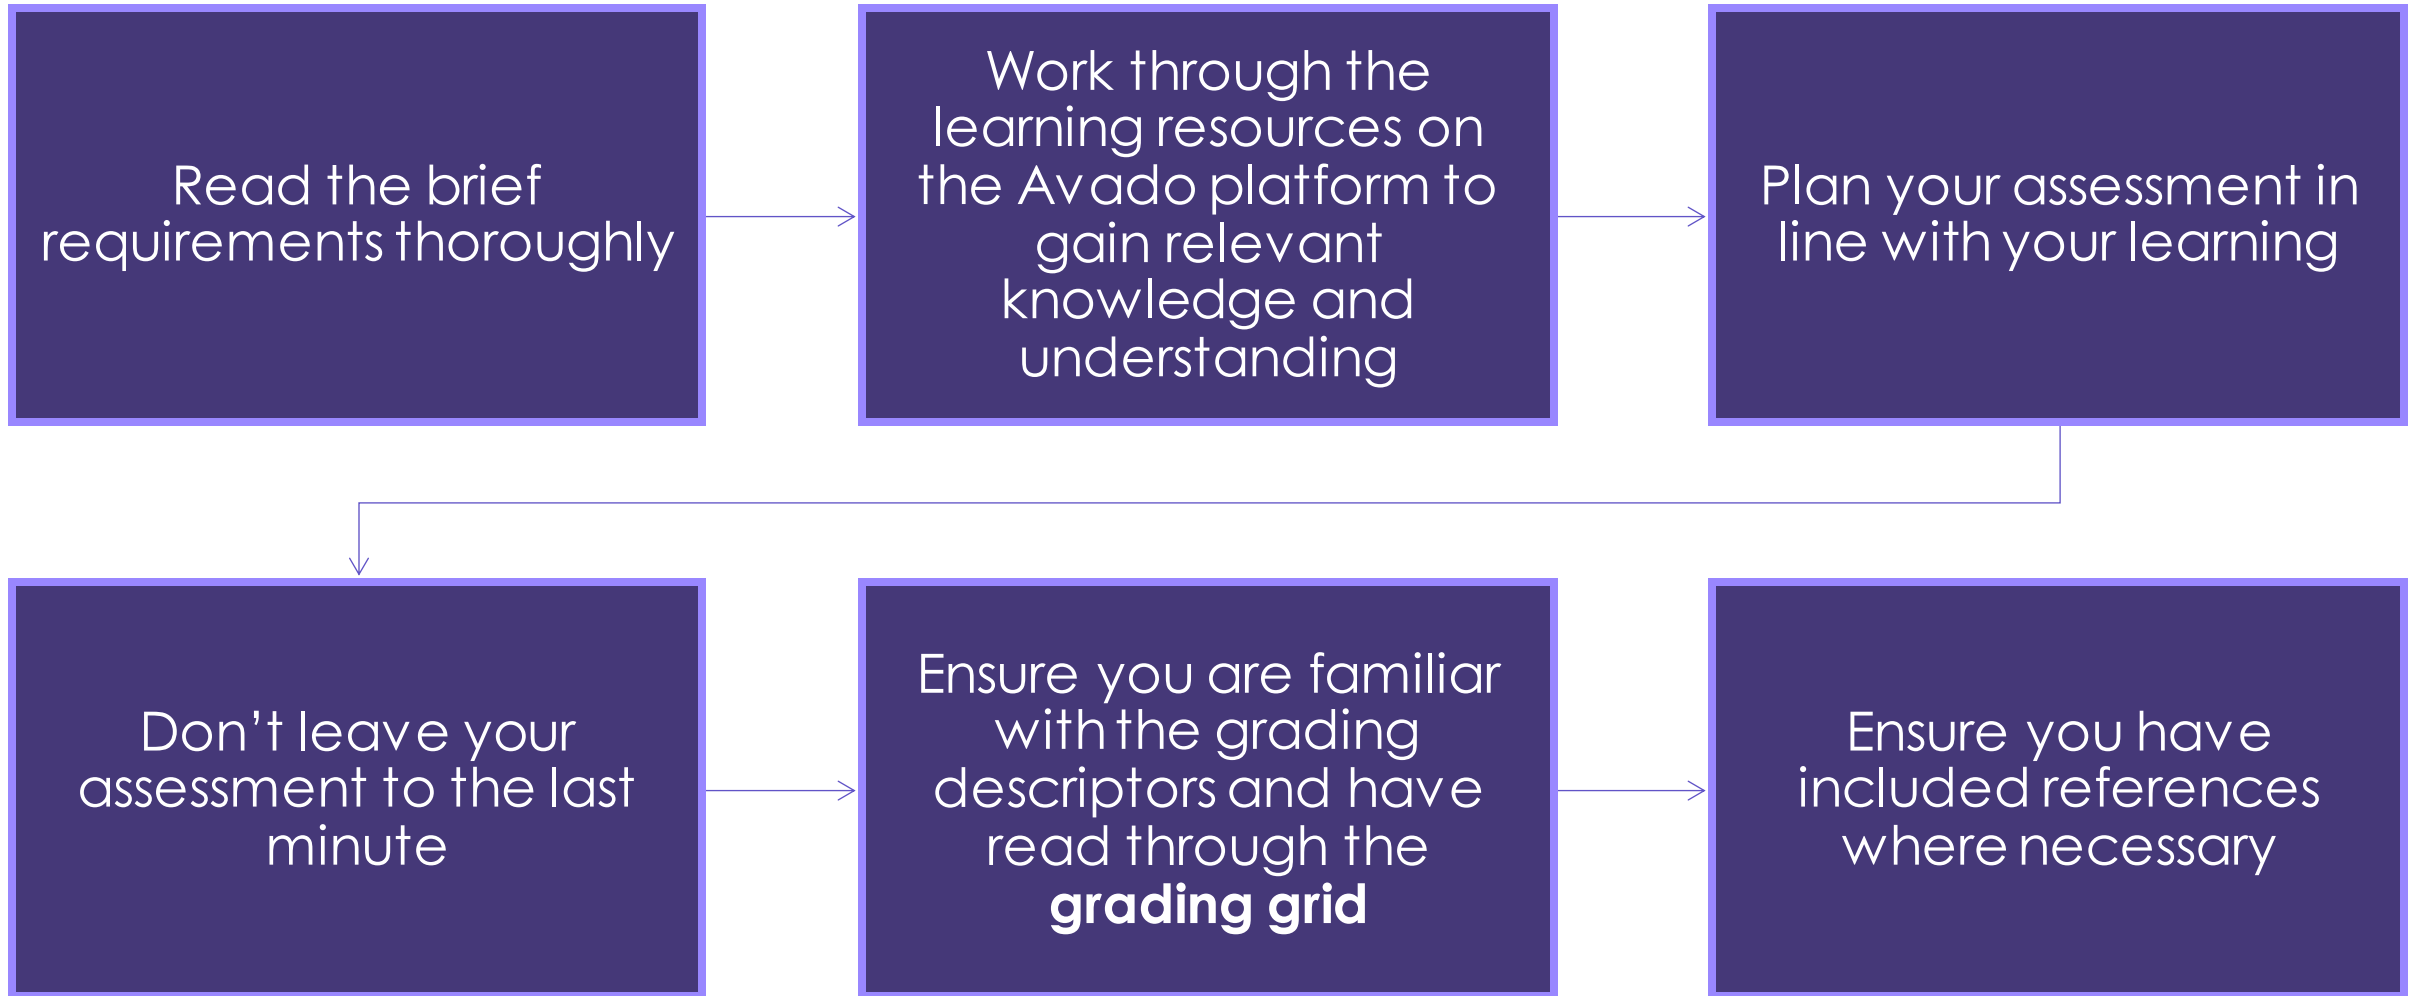 Read the brief
requirements thoroughly
Work through the
learning resources on
the Avado platform to
gain relevant
knowledge and
understanding
Plan your assessment in
line with your learning
Don’t leave your
assessment to the last
minute
Ensure you are familiar
with the grading
descriptors and have
read through the
grading grid
Ensure you have
included references
where necessary